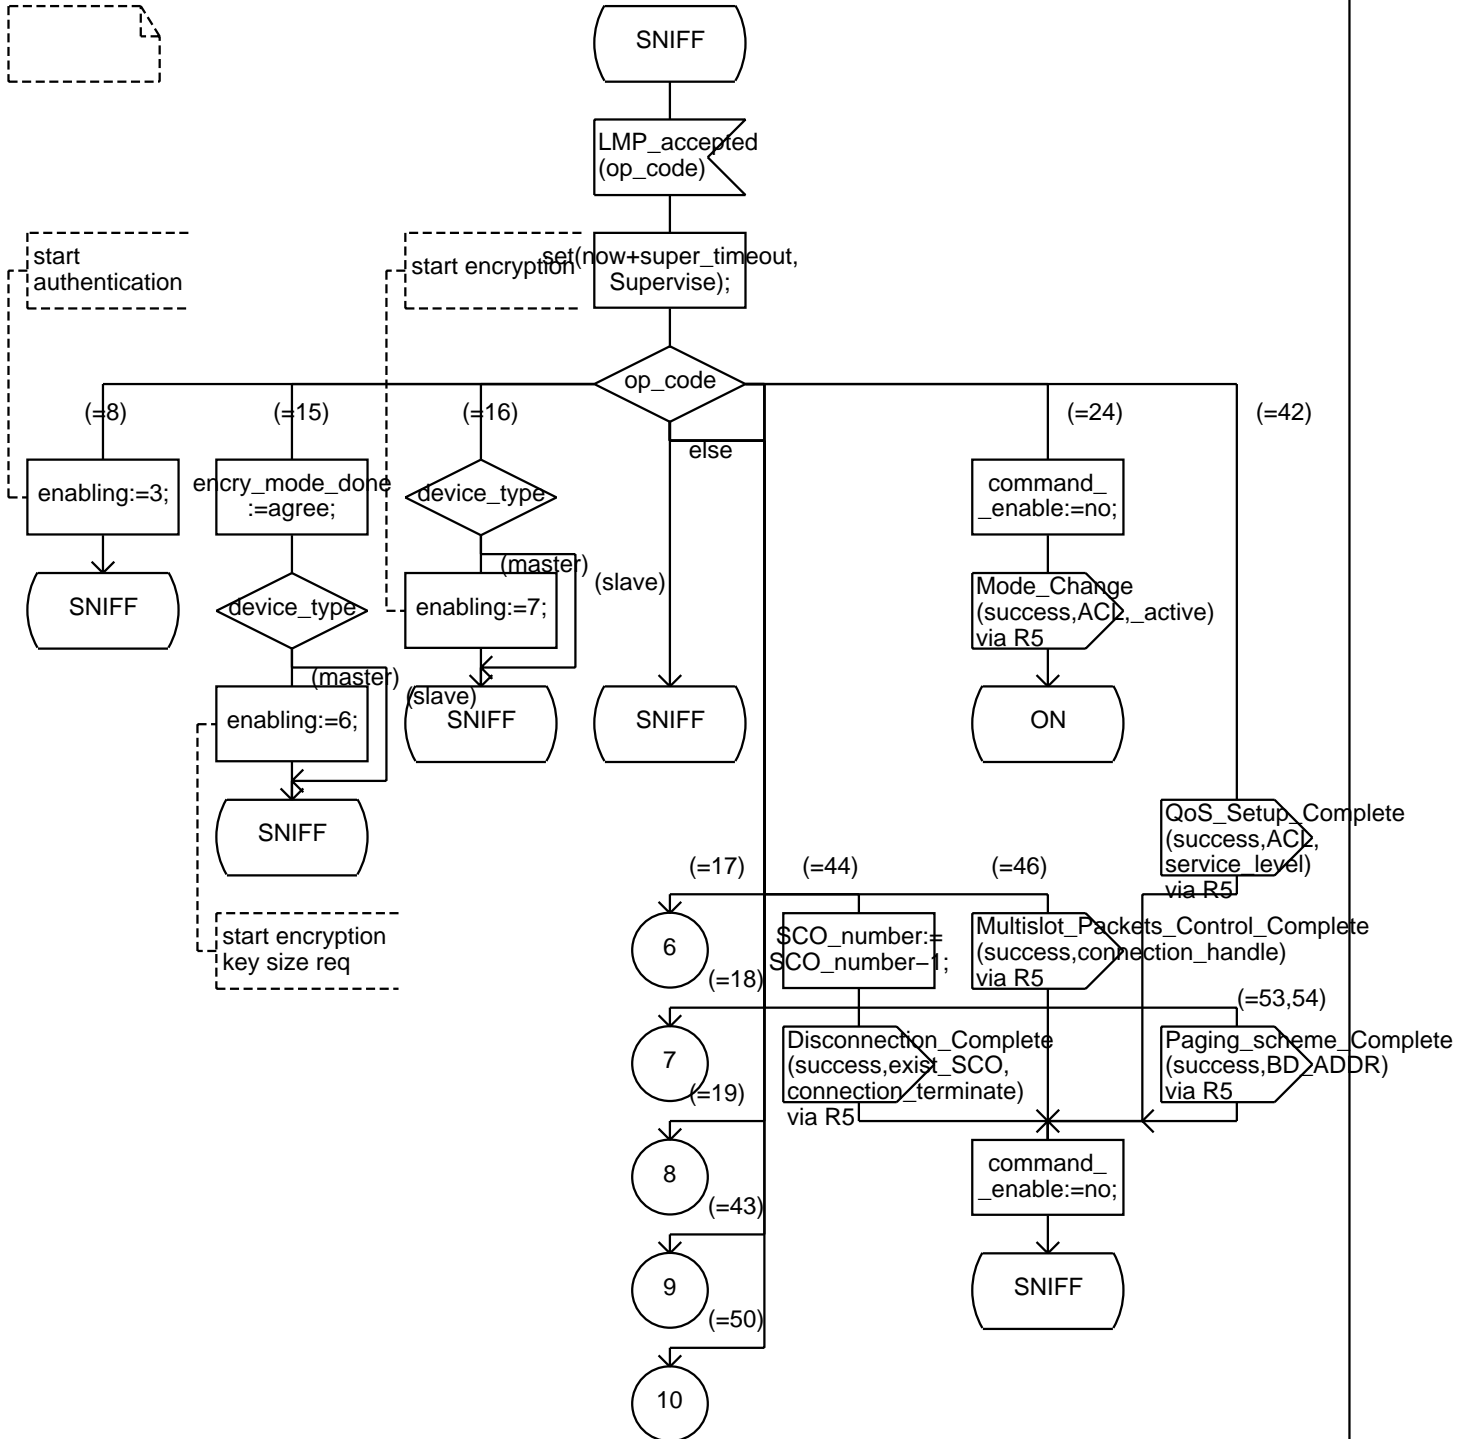 SNIFF
LMP_accepted
(op_code)
start
authentication
start encryption
set(now+super_timeout,
Supervise);
op_code
(=8)
(=15)
(=16)
(=24)
(=42)
else
enabling:=3;
encry_mode_done
:=agree;
device_type
command_
_enable:=no;
(master)
(slave)
SNIFF
device_type
enabling:=7;
Mode_Change
(success,ACL,_active)
via R5
(master)
(slave)
enabling:=6;
SNIFF
SNIFF
ON
SNIFF
QoS_Setup_Complete
(success,ACL,
service_level)
via R5
(=17)
(=44)
(=46)
start encryption
key size req
6
SCO_number:=
SCO_number−1;
Multislot_Packets_Control_Complete
(success,connection_handle)
via R5
(=18)
(=53,54)
7
Disconnection_Complete
(success,exist_SCO,
connection_terminate)
via R5
Paging_scheme_Complete
(success,BD_ADDR)
via R5
(=19)
8
command_
_enable:=no;
(=43)
9
SNIFF
(=50)
10